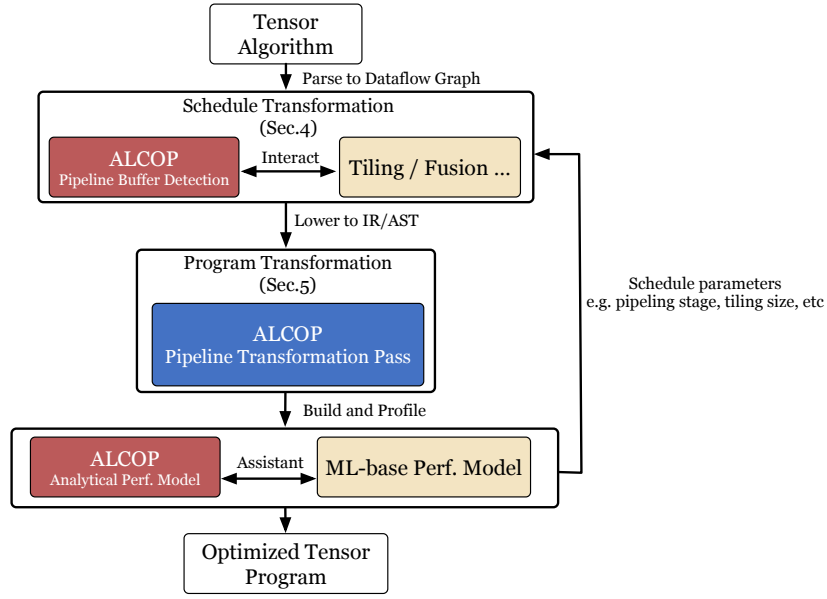 Tensor
Algorithm
Parse to Dataflow Graph
Schedule Transformation
(Sec.4)
ALCOP
Pipeline Buffer Detection
Interact
Tiling / Fusion ...
Lower to IR/AST
Program Transformation
(Sec.5)
ALCOP
Pipeline Transformation Pass
Schedule parameters
e.g. pipeling stage, tiling size, etc
Build and Profile
ALCOP
Analytical Perf. Model
Assistant
ML-base Perf. Model
Optimized Tensor
Program